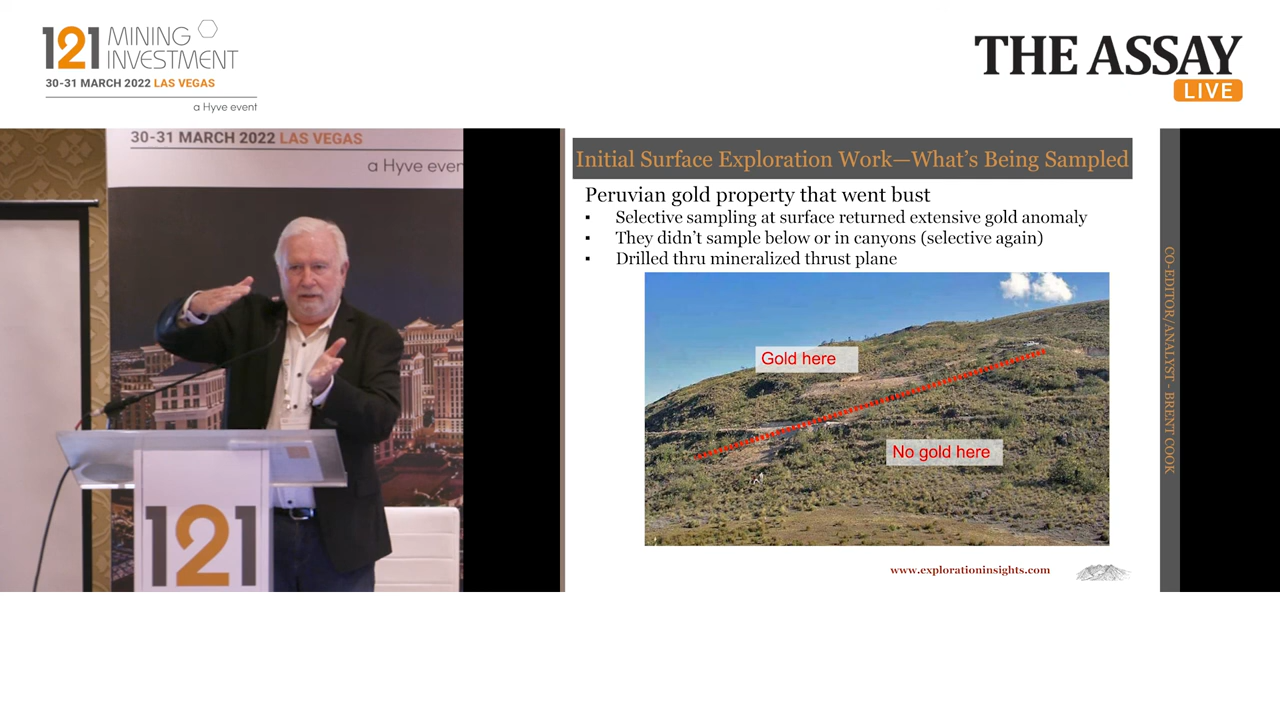 121 MINING
INVESTMENT
30-31 MARCH 2022 LAS VEGAS
a Hyve event
THE ASSAY
LIVE
30-31 MARCH 2022 LAS VEGAS
a Hyve even
121
Initial Surface Exploration Work—What's Being Sampled
Peruvian gold property that went bust
▪ Selective sampling at surface returned extensive gold anomaly
▪ They didn't sample below or in canyons (selective again)
▪ Drilled thru mineralized thrust plane
Gold here
No gold here
www.explorationinsights.com
CO-EDITOR/ANALYST - BRENT COOK